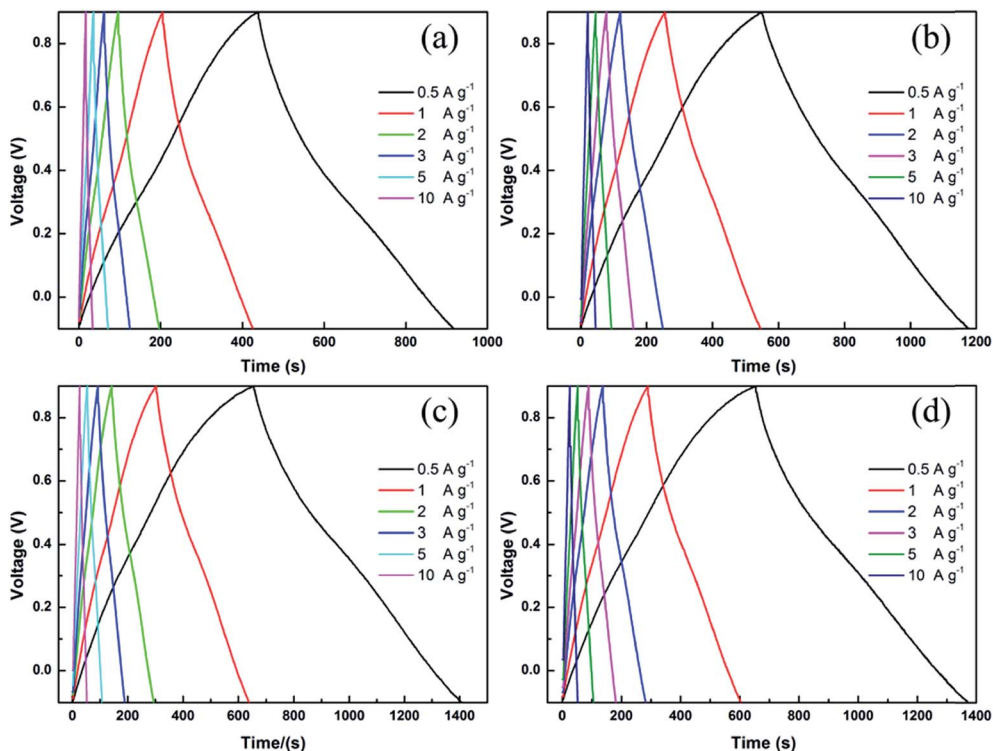 (a)
0.5 A g⁻¹
1 A g⁻¹
2 A g⁻¹
3 A g⁻¹
5 A g⁻¹
10 A g⁻¹
Voltage (V)
0.8
0.6
0.4
0.2
0.0
0 200 400 600 800 1000
Time (s)
(b)
0.5 A g⁻¹
1 A g⁻¹
2 A g⁻¹
3 A g⁻¹
5 A g⁻¹
10 A g⁻¹
Voltage (V)
0.8
0.6
0.4
0.2
0.0
0 200 400 600 800 1000 1200
Time (s)
(c)
0.5 A g⁻¹
1 A g⁻¹
2 A g⁻¹
3 A g⁻¹
5 A g⁻¹
10 A g⁻¹
Voltage (V)
0.8
0.6
0.4
0.2
0.0
0 200 400 600 800 1000 1200 1400
Time/(s)
(d)
0.5 A g⁻¹
1 A g⁻¹
2 A g⁻¹
3 A g⁻¹
5 A g⁻¹
10 A g⁻¹
Voltage (V)
0.8
0.6
0.4
0.2
0.0
0 200 400 600 800 1000 1200 1400
Time (s)